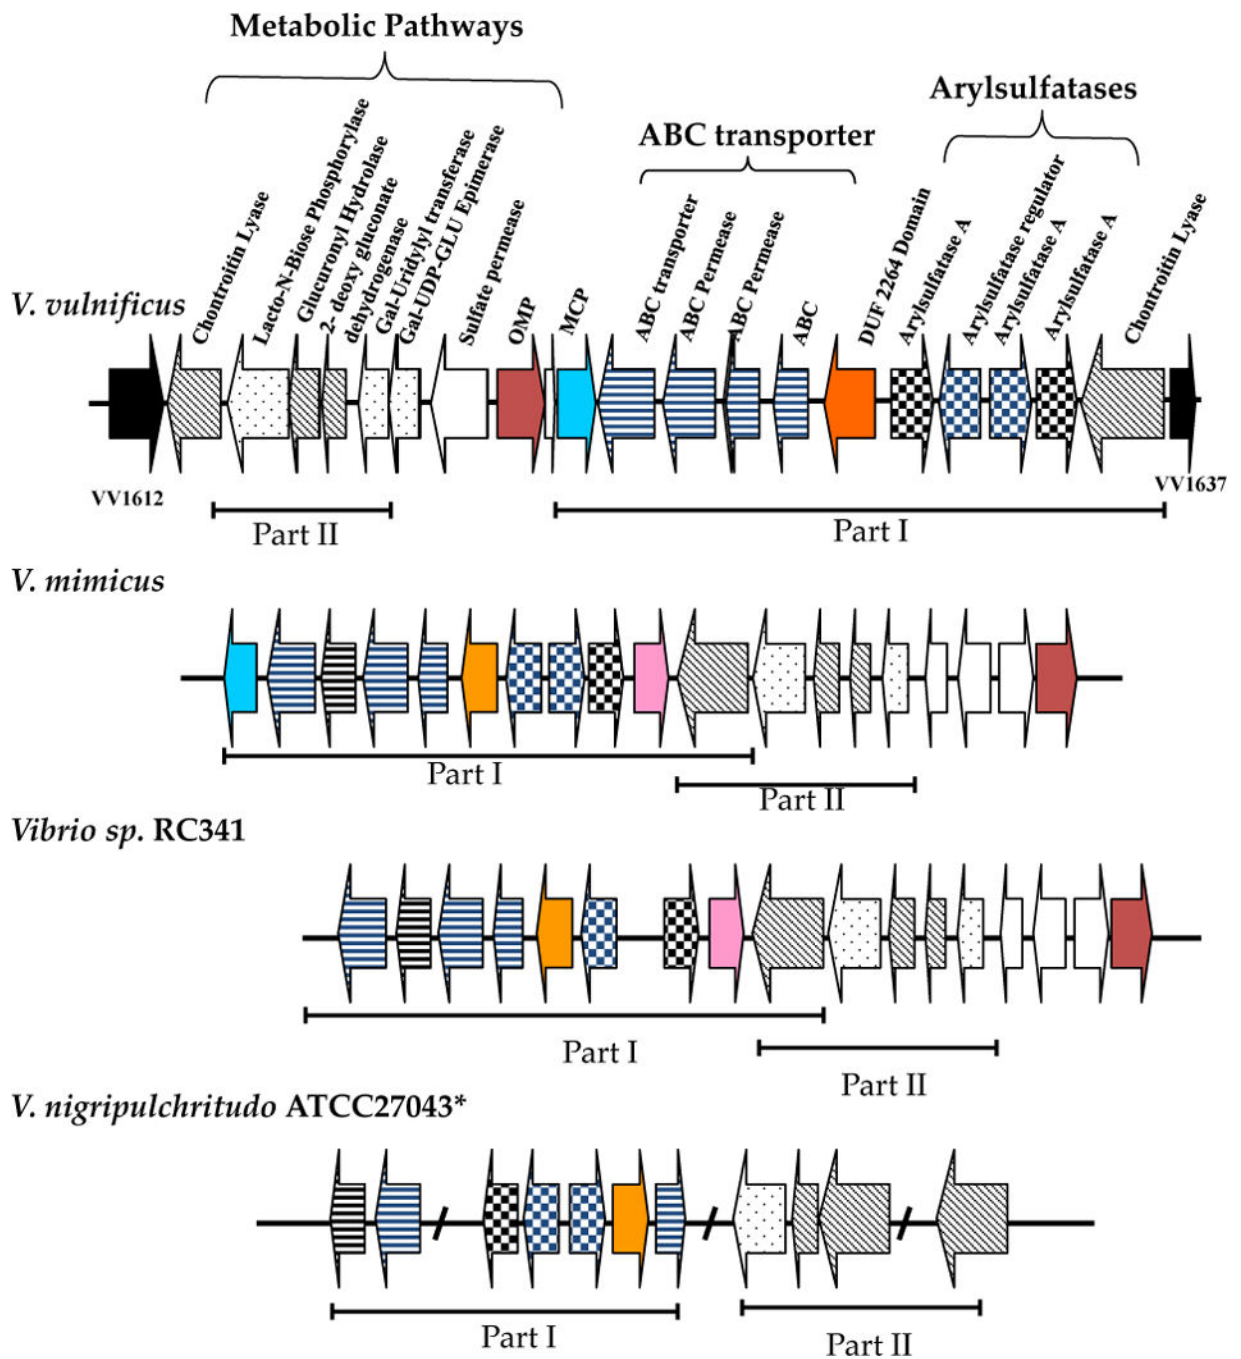 Metabolic Pathways
Arylsulfatases
ABC transporter
Chontroitin Lyase
Lacto-N-Biose Phosphorylase
Glucuronyl Hydrolase
2- deoxy gluconate
dehydrogenase
Gal-Uridylyl transferase
Gal-UDP-GLU Epimerase
Sulfate permease
OMP
MCP
ABC transporter
ABC Permease
ABC Permease
ABC
DUF 2264 Domain
Arylsulfatase A
Arylsulfatase regulator
Arylsulfatase A
Arylsulfatase A
Chontroitin Lyase
V. vulnificus
VV1612
VV1637
Part II
Part I
V. mimicus
Part I
Part II
Vibrio sp. RC341
Part I
Part II
V. nigripulchritudo ATCC27043*
Part I
Part II